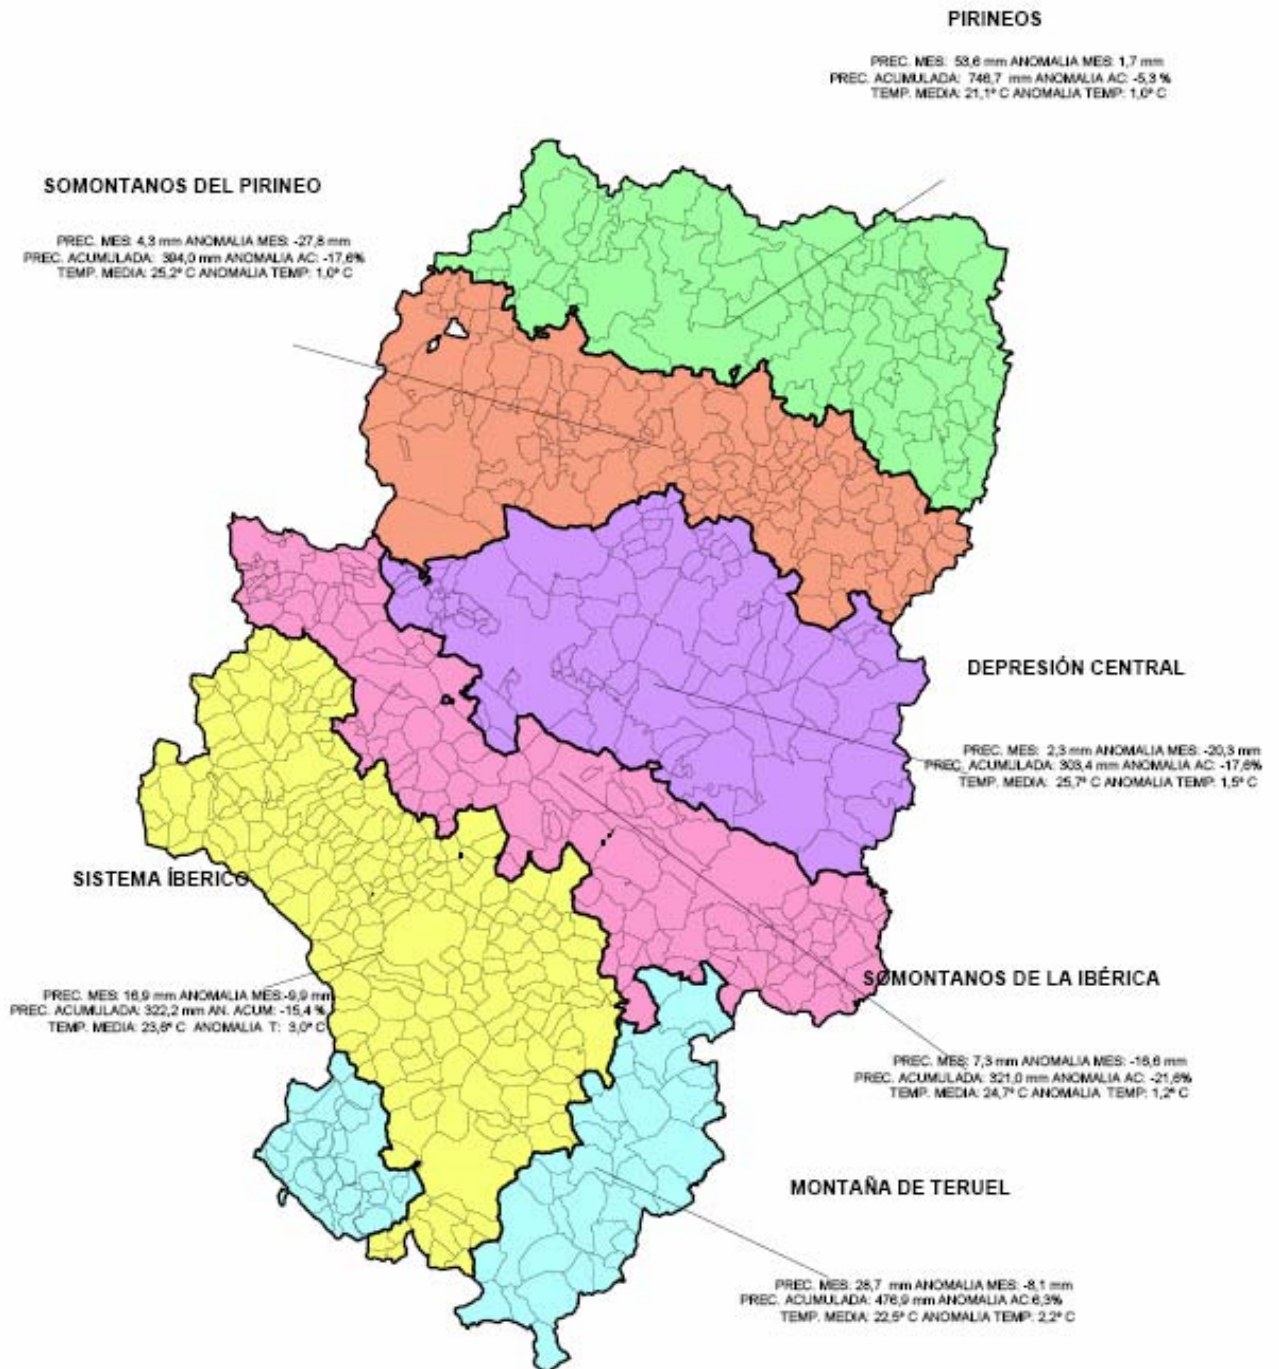 PIRINEOS
PREC. MES: 53,6 mm ANOMALIA MES: 1,7 mm
PREC. ACUMULADA: 746,7 mm ANOMALIA AC: -5,3 %
TEMP. MEDIA: 21,1º C ANOMALIA TEMP: 1,0º C
SOMONTANOS DEL PIRINEO
PREC. MES: 4,3 mm ANOMALIA MES: -27,8 mm
PREC. ACUMULADA: 394,0 mm ANOMALIA AC: -17,6%
TEMP. MEDIA: 25,2º C ANOMALIA TEMP: 1,0º C
DEPRESIÓN CENTRAL
PREC. MES: 2,3 mm ANOMALIA MES: -20,3 mm
PREC. ACUMULADA: 303,4 mm ANOMALIA AC: -17,6%
TEMP. MEDIA: 25,7º C ANOMALIA TEMP: 1,5º C
SISTEMA ÍBERICO
PREC. MES: 16,9 mm ANOMALIA MES:-9,9 mm
PREC. ACUMULADA: 322,2 mm AN. ACUM: -15,4 %
TEMP. MEDIA: 23,6º C ANOMALIA T: 3,0º C
SOMONTANOS DE LA IBÉRICA
PREC. MES: 7,3 mm ANOMALIA MES: -16,6 mm
PREC. ACUMULADA: 321,0 mm ANOMALIA AC: -21,6%
TEMP. MEDIA: 24,7º C ANOMALIA TEMP: 1,2º C
MONTAÑA DE TERUEL
PREC. MES: 28,7 mm ANOMALIA MES: -8,1 mm
PREC. ACUMULADA: 476,9 mm ANOMALIA AC:6,3%
TEMP. MEDIA: 22,5º C ANOMALIA TEMP: 2,2º C